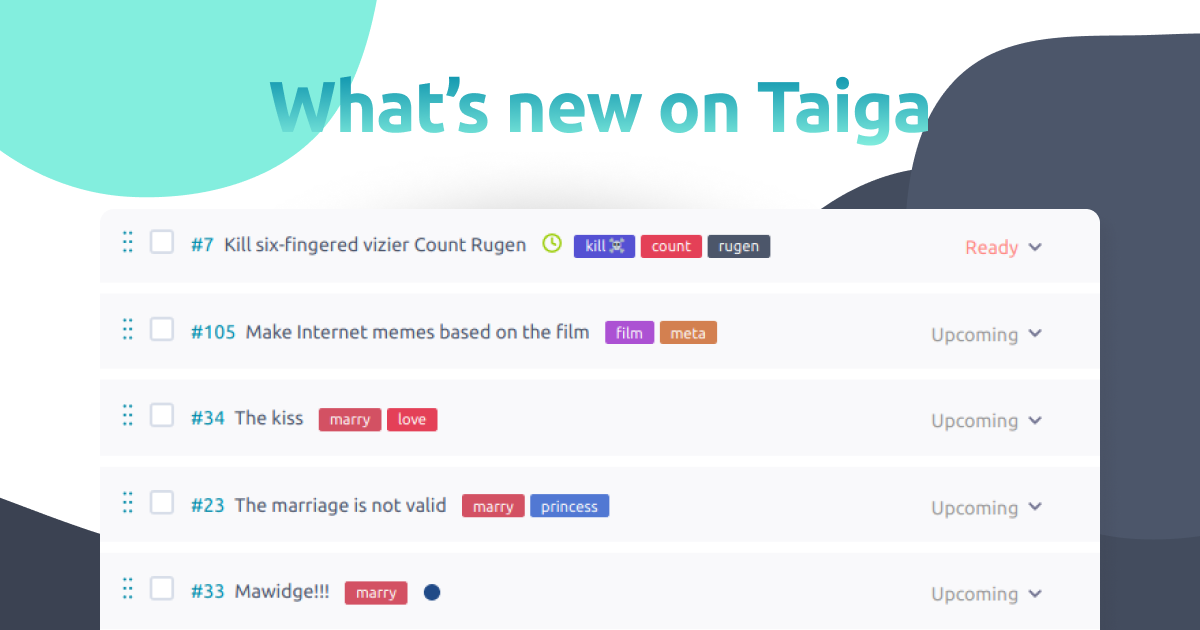 What's new on Taiga
#7 Kill six-fingered vizier Count Rugen kill☠ count rugen Ready
#105 Make Internet memes based on the film film meta Upcoming
#34 The kiss marry love Upcoming
#23 The marriage is not valid marry princess Upcoming
#33 Mawidge!!! marry Upcoming